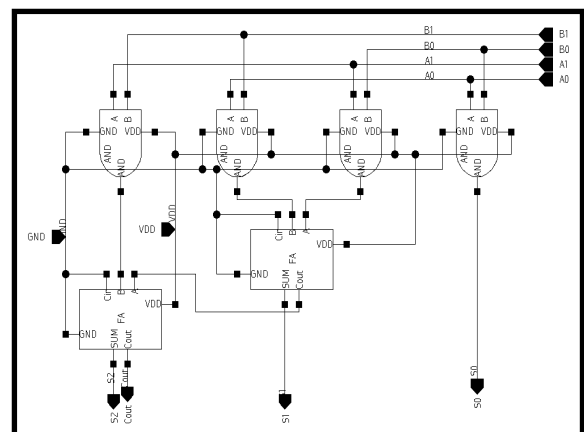 B1 B1
B0 B0
A1 A1
A0 A0
A B A B A B A B
GND VDD GND VDD GND VDD GND VDD
AND AND AND AND
AND AND AND AND
GND GND VDD VDD
Cin B A
VDD
FA
GND
SUM Cout
Cin B A
VDD
FA
GND
SUM Cout
S2 Cout S1 S0
S2 Cout S1 S0